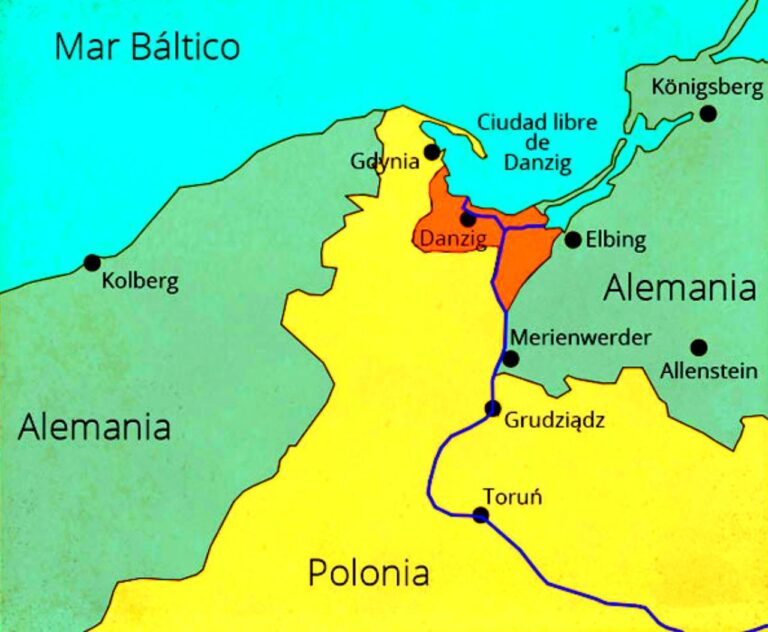 Mar Báltico
Königsberg
Ciudad libre
de
Danzig
Gdynia
Danzig
Elbing
Kolberg
Alemania
Merienwerder
Allenstein
Alemania
Grudziądz
Toruń
Polonia